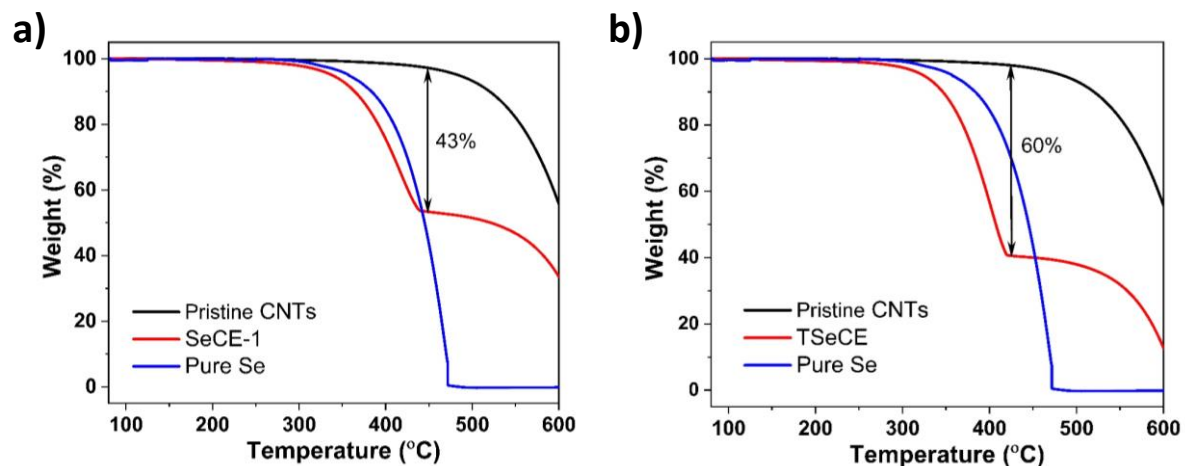 a)
100
80
60
40
20
0
Weight (%)
43%
Pristine CNTs
SeCE-1
Pure Se
100 200 300 400 500 600
Temperature (°C)
b)
100
80
60
40
20
0
Weight (%)
60%
Pristine CNTs
TSeCE
Pure Se
100 200 300 400 500 600
Temperature (°C)